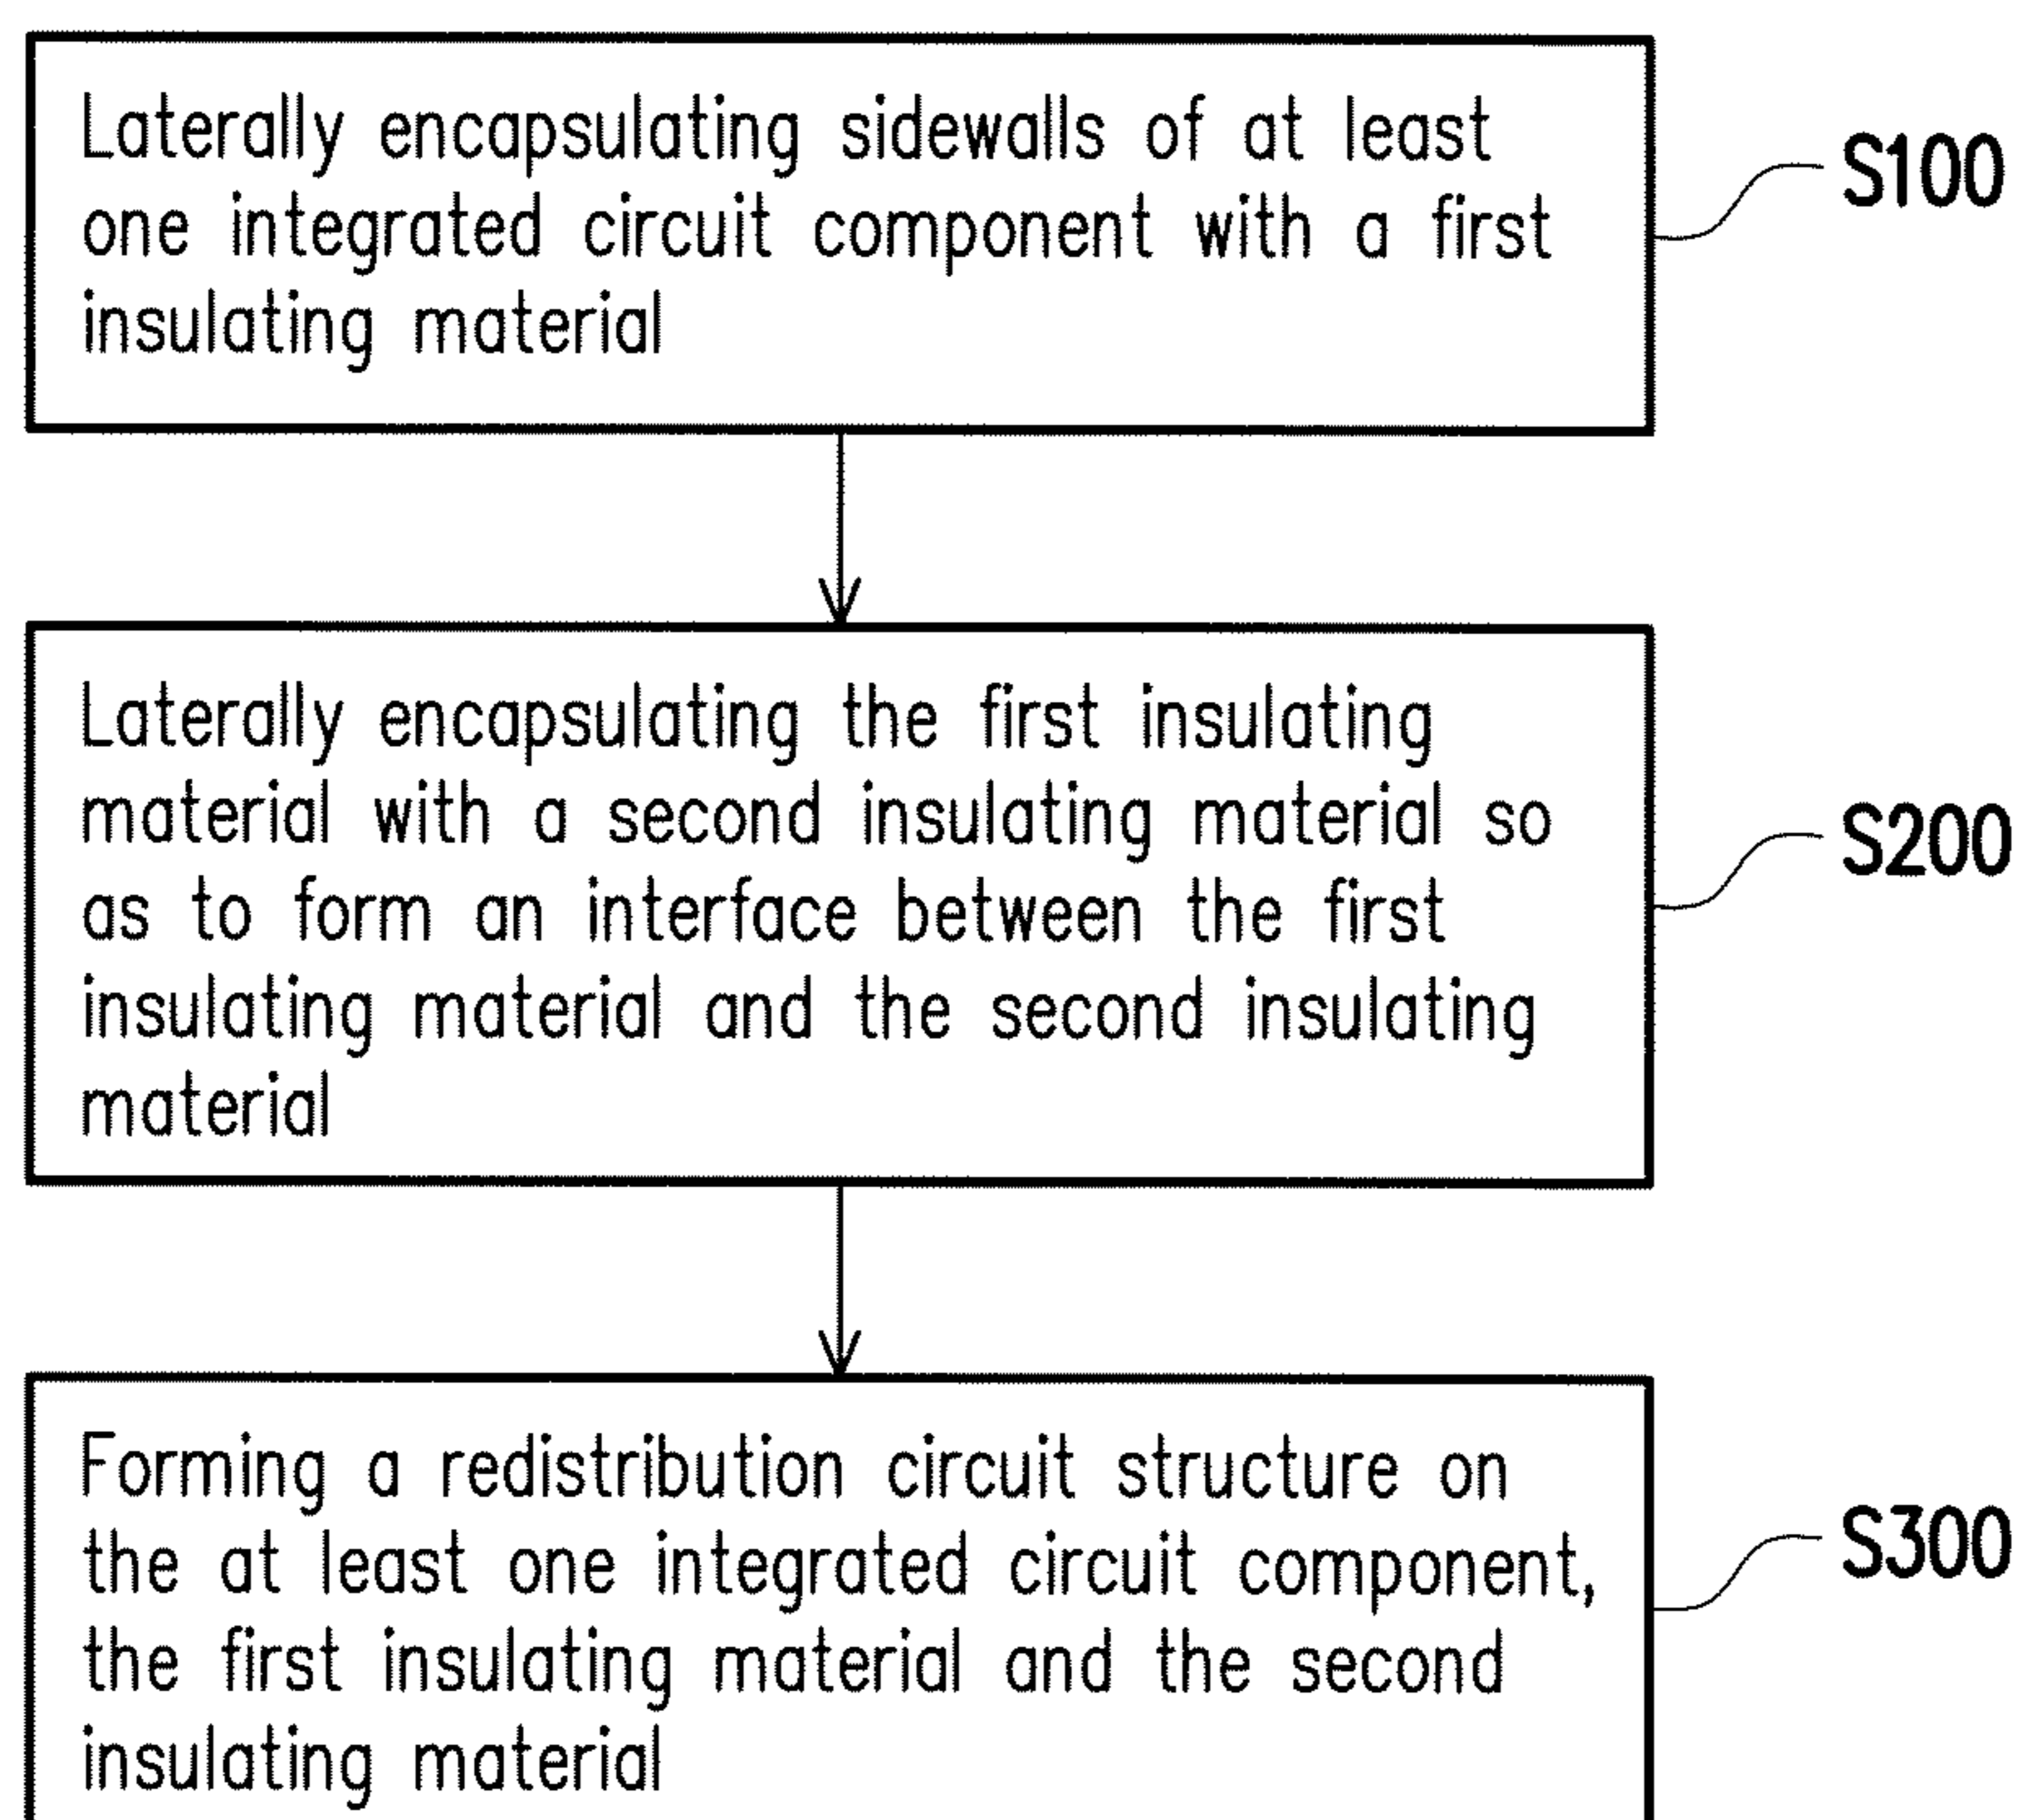 Laterally encapsulating sidewalls of at least
one integrated circuit component with a first
insulating material
S100
Laterally encapsulating the first insulating
material with a second insulating material so
as to form an interface between the first
insulating material and the second insulating
material
S200
Forming a redistribution circuit structure on
the at least one integrated circuit component,
the first insulating material and the second
insulating material
S300